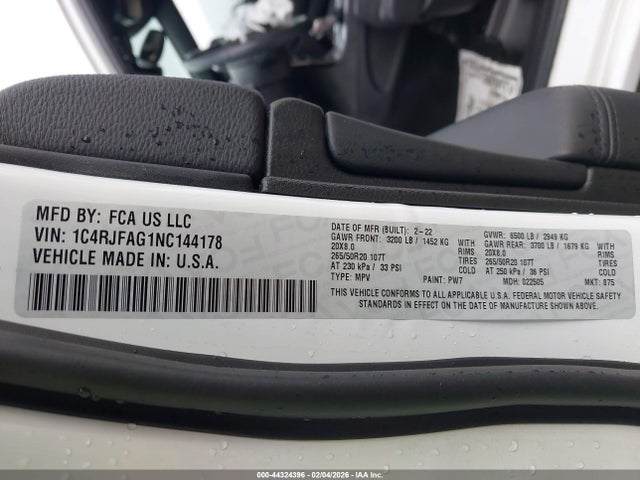 MFD BY: FCA US LLC
VIN: 1C4RJFAG1NC144178
VEHICLE MADE IN: U.S.A.
DATE OF MFR (BUILT): 2-22
GAWR FRONT: 3200 LB / 1452 KG WITH
20X8.0 RIMS
265/50R20 107T TIRES
AT 230 kPa / 33 PSI COLD
TYPE: MPV PAINT: PW7
GVWR: 6500 LB / 2949 KG
GAWR REAR: 3700 LB / 1679 KG WITH
20X8.0 RIMS
265/50R20 107T TIRES
AT 250 kPa / 36 PSI COLD
MDH: 022505 MKT: 875
THIS VEHICLE CONFORMS TO ALL APPLICABLE U.S.A. FEDERAL MOTOR VEHICLE SAFETY
STANDARDS IN EFFECT ON THE DATE OF MANUFACTURE SHOWN ABOVE.
000-44324396 - 02/04/2026 - IAA Inc.